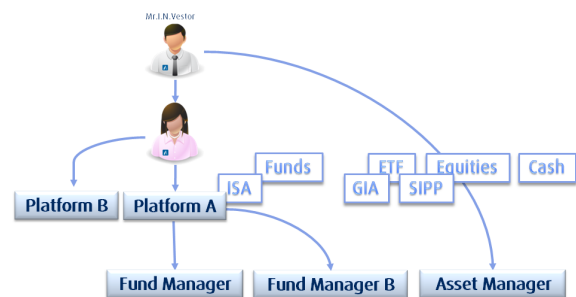 Mr.I.N.Vestor
Funds
ETF
Equities
Cash
ISA
GIA
SIPP
Platform B
Platform A
Fund Manager
Fund Manager B
Asset Manager